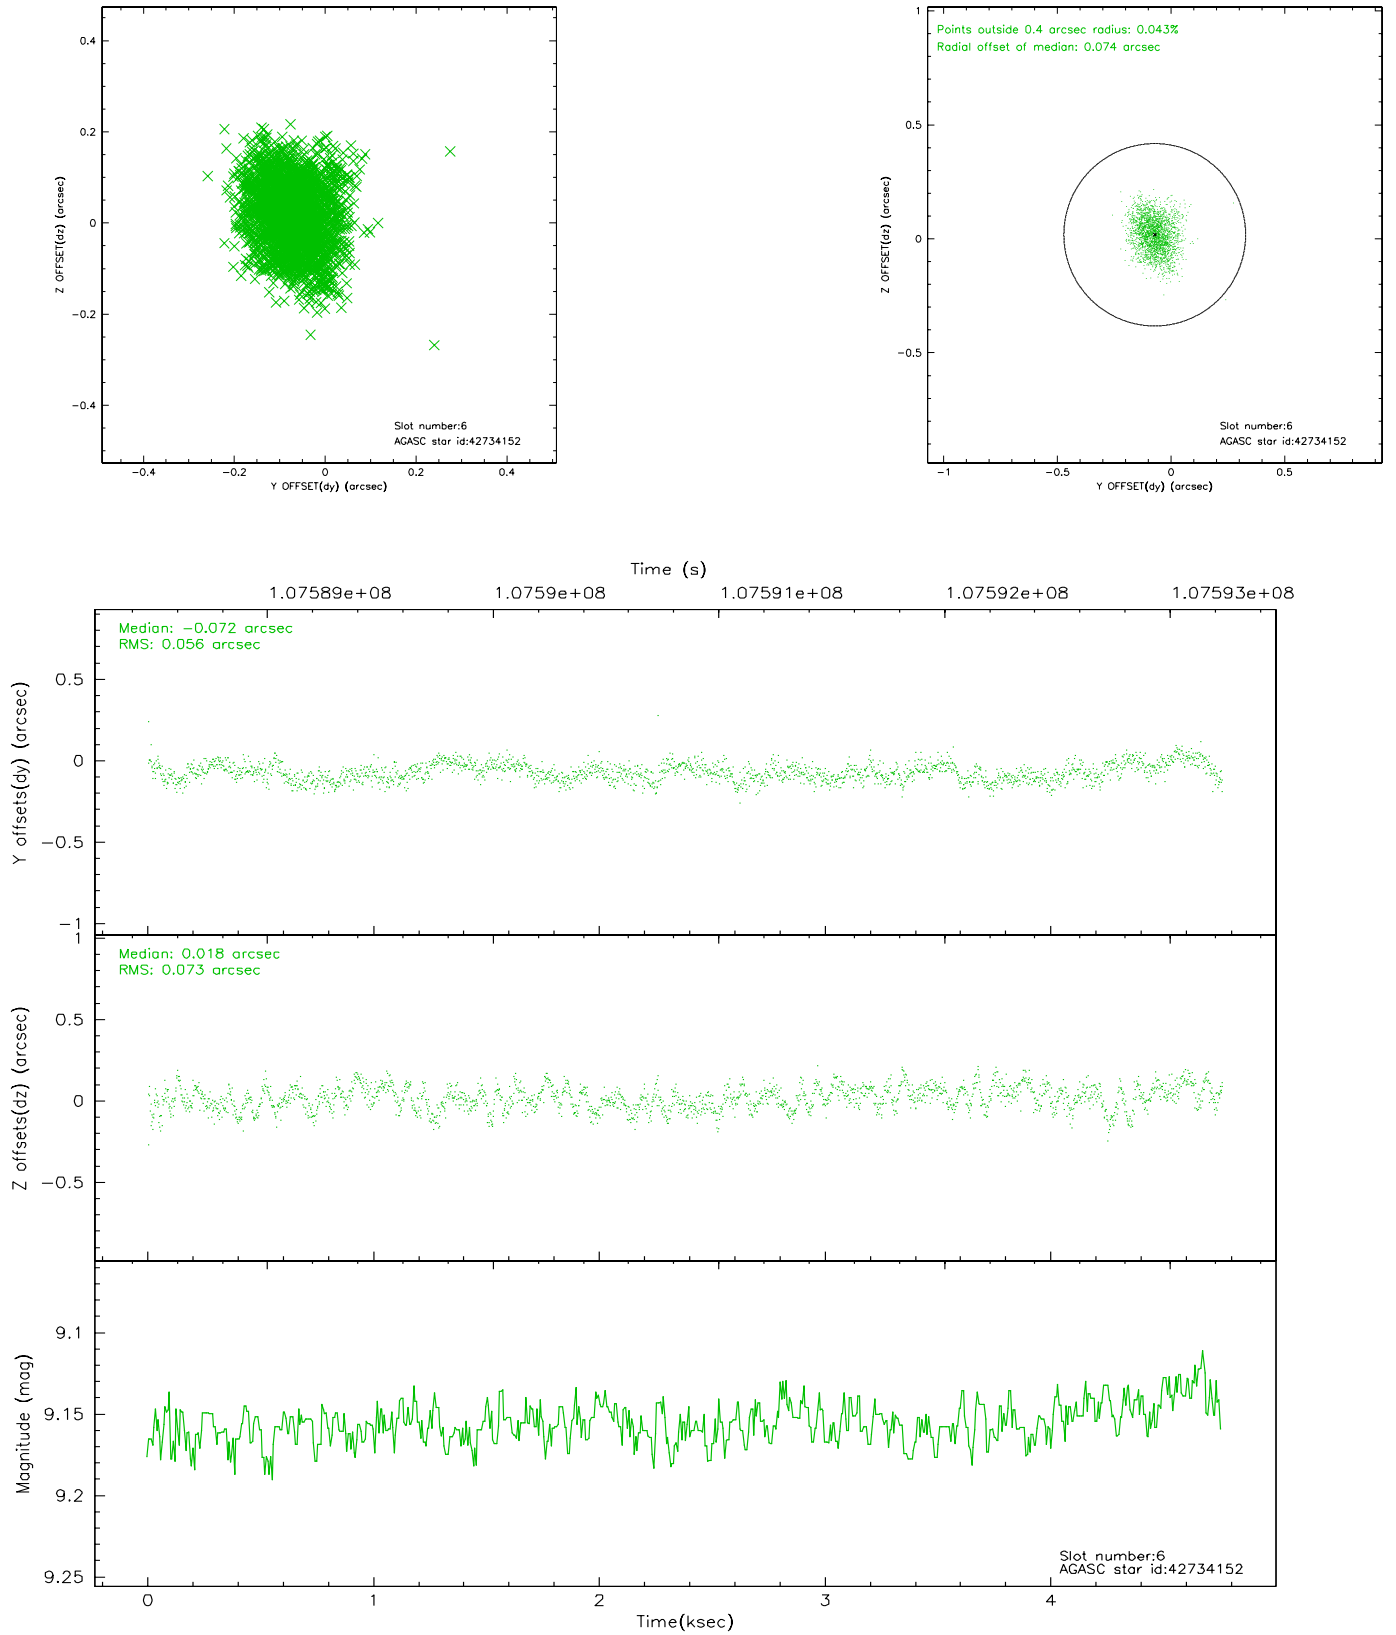 0.4
0.2
0
−0.2
−0.4
Z OFFSET(dz) (arcsec)
Slot number:6
AGASC star id:42734152
−0.4 −0.2 0 0.2 0.4
Y OFFSET(dy) (arcsec)
Points outside 0.4 arcsec radius: 0.043%
Radial offset of median: 0.074 arcsec
1
0.5
0
−0.5
Z OFFSET(dz) (arcsec)
Slot number:6
AGASC star id:42734152
−1 −0.5 0 0.5
Y OFFSET(dy) (arcsec)
Time (s)
1.07589e+08 1.0759e+08 1.07591e+08 1.07592e+08 1.07593e+08
Median: −0.072 arcsec
RMS: 0.056 arcsec
0.5
0
−0.5
−1
Y offsets(dy) (arcsec)
Median: 0.018 arcsec
RMS: 0.073 arcsec
1
0.5
0
−0.5
Z offsets(dz) (arcsec)
9.1
9.15
9.2
9.25
Magnitude (mag)
Slot number:6
AGASC star id:42734152
0 1 2 3 4
Time(ksec)